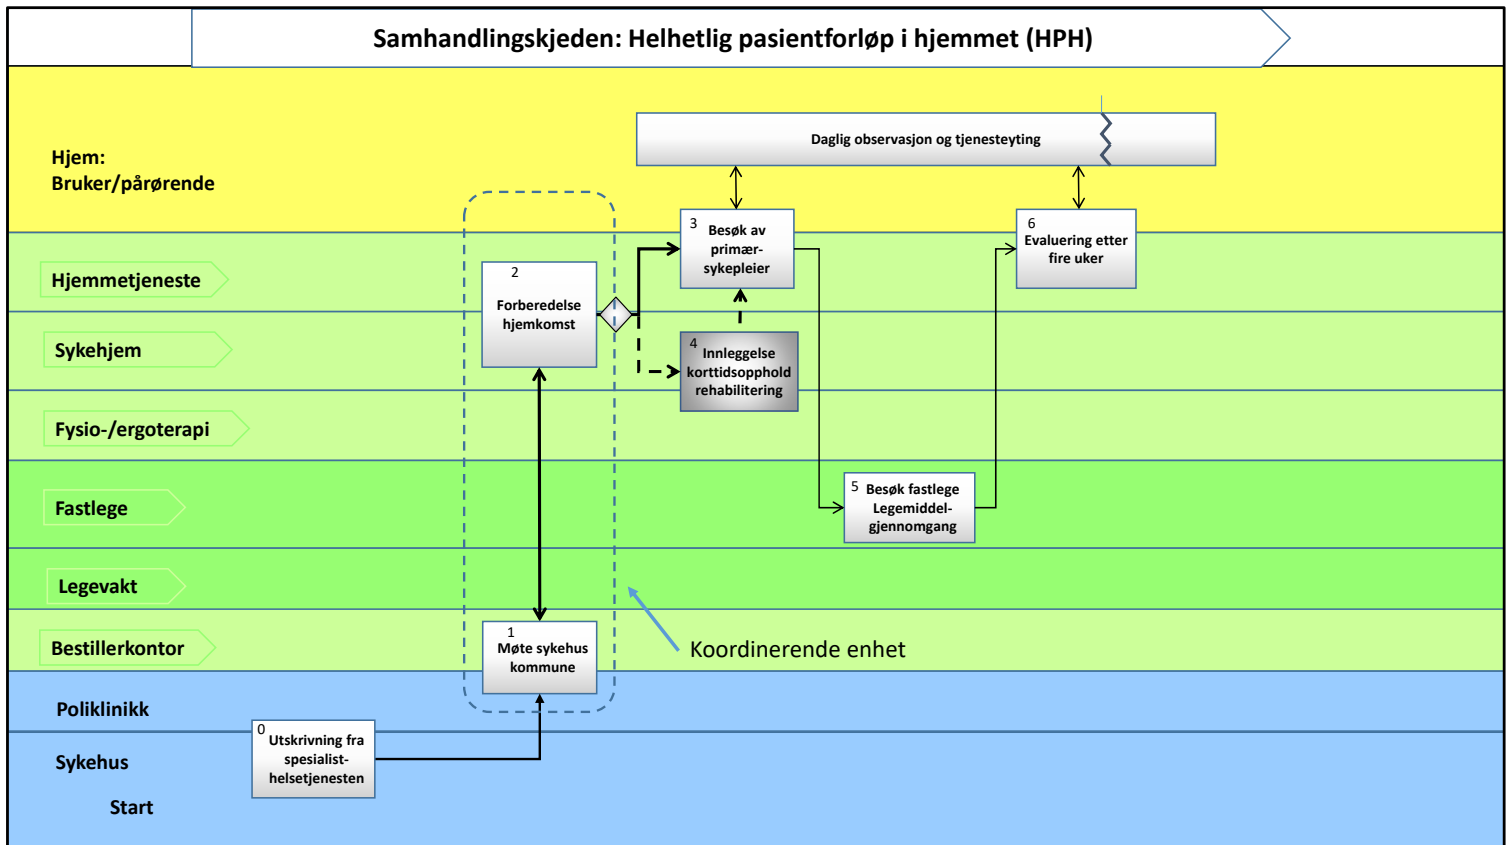 Samhandlingskjeden: Helhetlig pasientforløp i hjemmet (HPH)
Daglig observasjon og tjenesteyting
Hjem:
Bruker/pårørende
3
Besøk av
primær-
sykepleier
6
Evaluering etter
fire uker
Hjemmetjeneste
2
Forberedelse
hjemkomst
Sykehjem
4
Innleggelse
korttidsopphold
rehabilitering
Fysio-/ergoterapi
Fastlege
5
Besøk fastlege
Legemiddel-
gjennomgang
Legevakt
Bestillerkontor
1
Møte sykehus
kommune
Koordinerende enhet
Poliklinikk
0
Utskrivning fra
spesialist-
helsetjenesten
Sykehus
Start